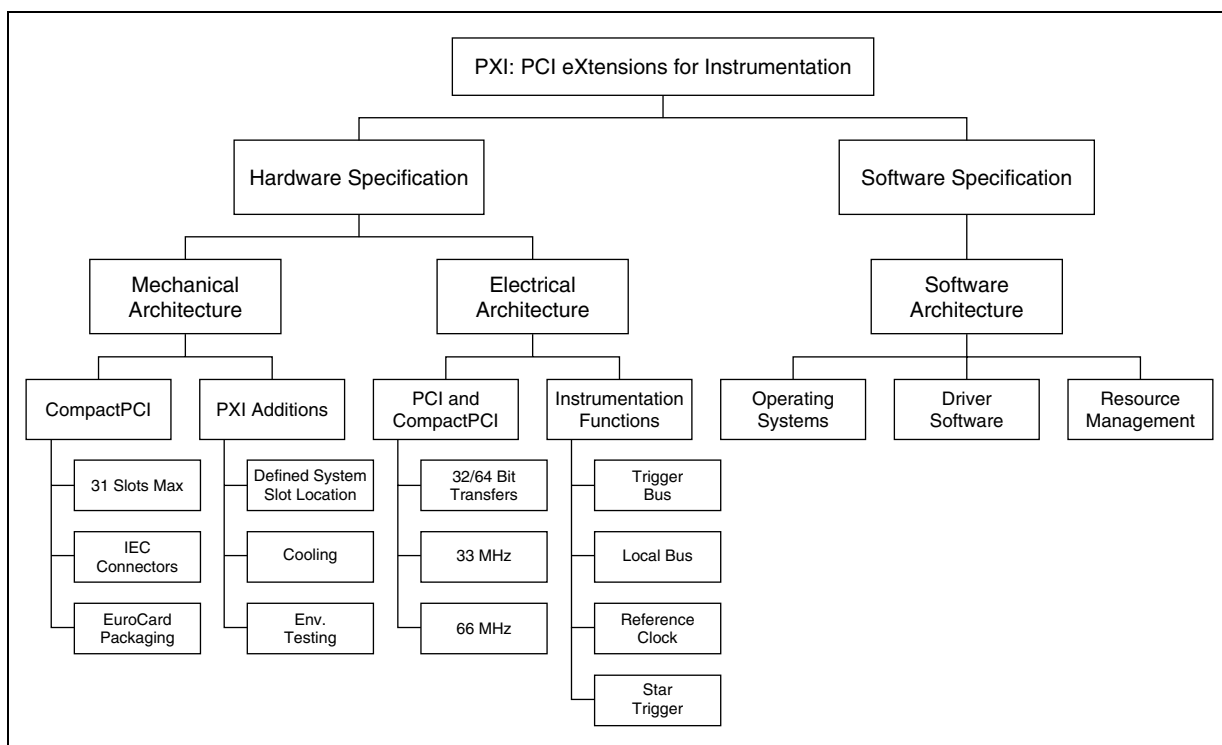 PXI: PCI eXtensions for Instrumentation
Hardware Specification
Software Specification
Mechanical
Architecture
Electrical
Architecture
Software
Architecture
CompactPCI
PXI Additions
PCI and
CompactPCI
Instrumentation
Functions
Operating
Systems
Driver
Software
Resource
Management
31 Slots Max
IEC
Connectors
EuroCard
Packaging
Defined System
Slot Location
Cooling
Env.
Testing
32/64 Bit
Transfers
33 MHz
66 MHz
Trigger
Bus
Local Bus
Reference
Clock
Star
Trigger